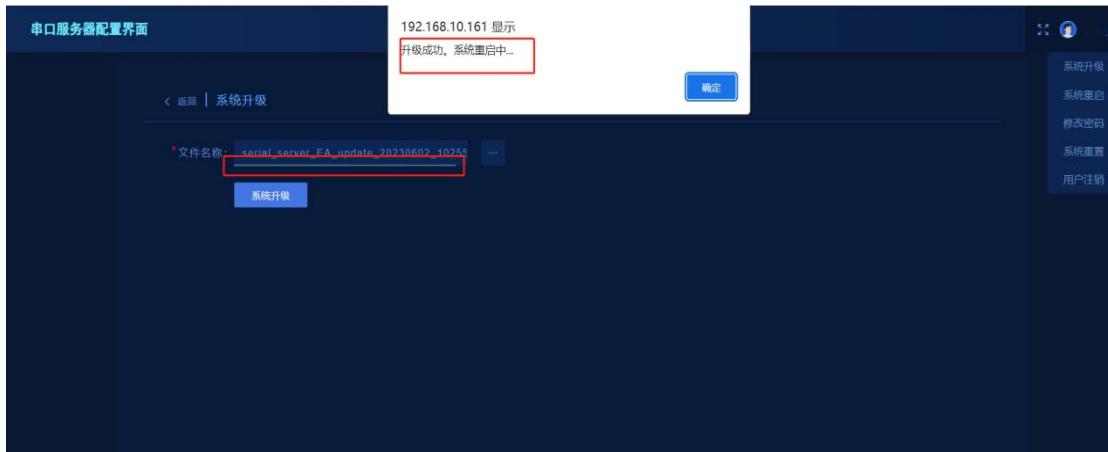 串口服务器配置界面
192.168.10.161 显示
升级成功。系统重启中...
确定
系统升级
系统重启
修改密码
系统重置
用户注销
< 返回 | 系统升级
*文件名称: serial_server_EA_update_20230602_10255
...
系统升级